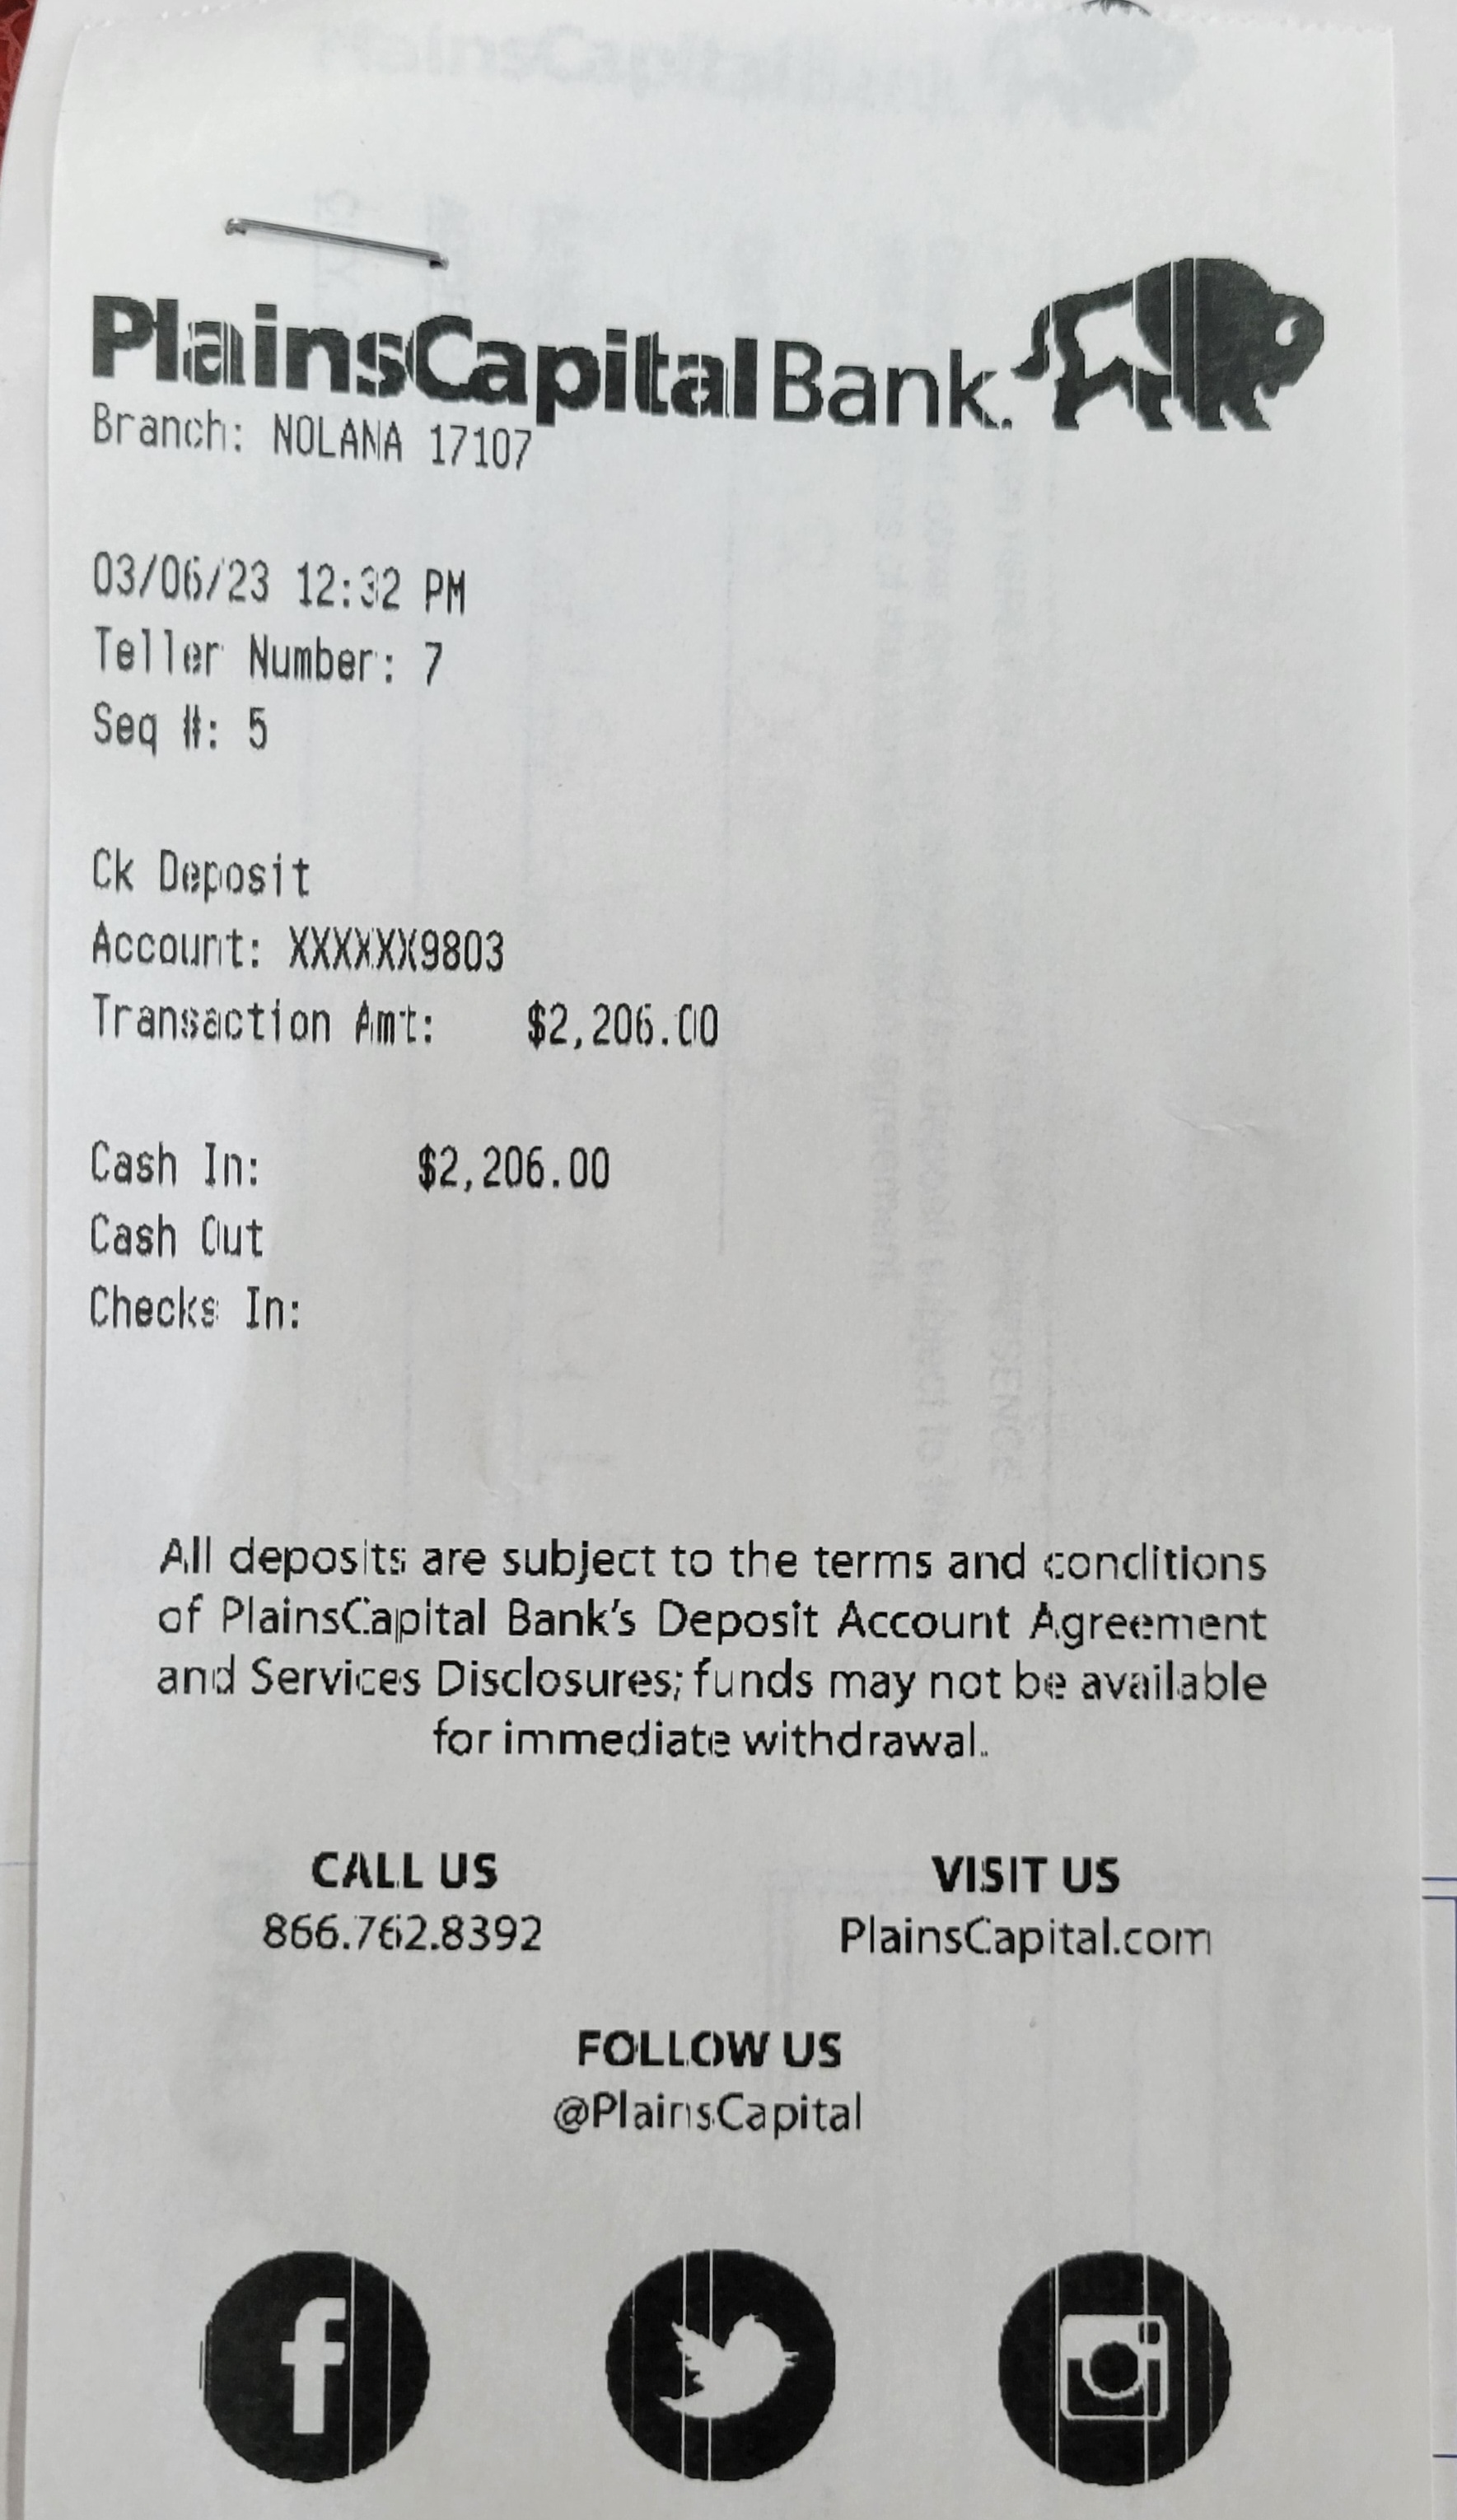 PlainsCapital Bank.
Branch: NOLANA 17107
03/06/23 12:32 PM
Teller Number: 7
Seq #: 5
Ck Deposit
Account: XXXXXX9803
Transaction Amt: $2,206.00
Cash In: $2,206.00
Cash Out
Checks In:
All deposits are subject to the terms and conditions
of PlainsCapital Bank's Deposit Account Agreement
and Services Disclosures; funds may not be available
for immediate withdrawal.
CALL US VISIT US
866.762.8392 PlainsCapital.com
FOLLOW US
@PlainsCapital